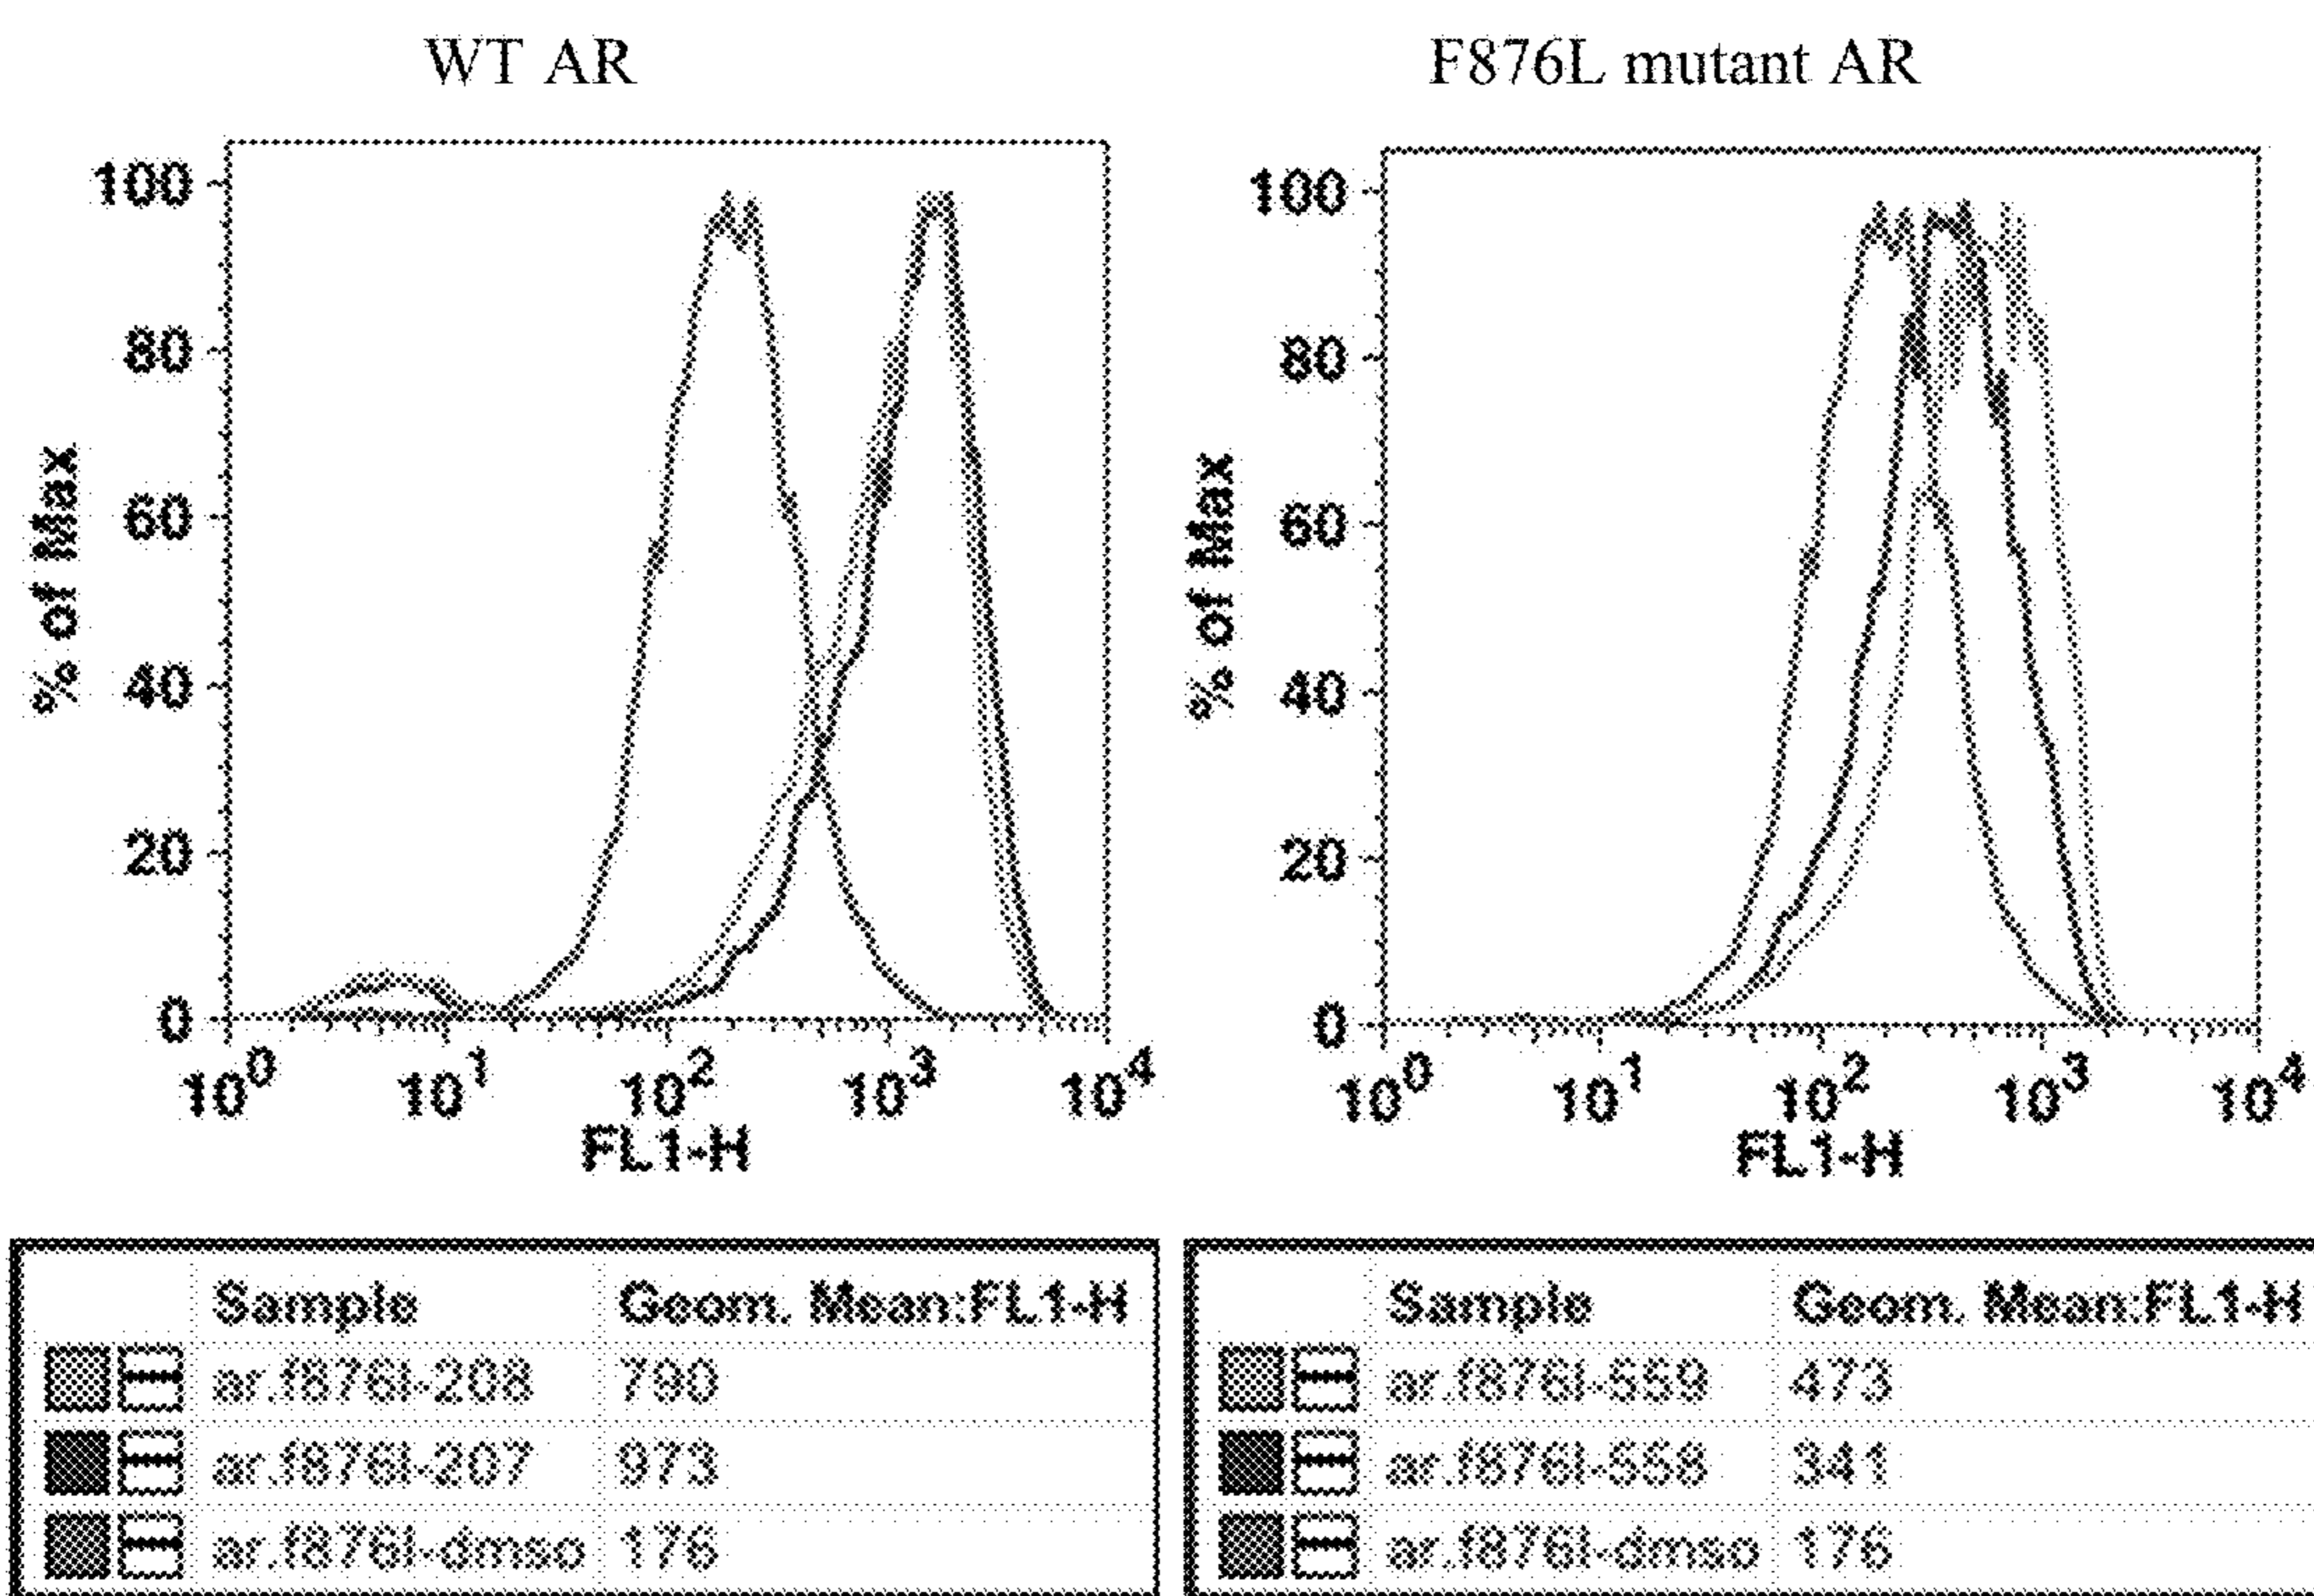 WT AR
F876L mutant AR
100
80
60
40
20
0
% of Max
10^0 10^1 10^2 10^3 10^4
FL1-H
100
80
60
40
20
0
% of Max
10^0 10^1 10^2 10^3 10^4
FL1-H
Sample Geom. Mean:FL1-H
ar.f876l-208 790
ar.f876l-207 973
ar.f876l-dmso 176
Sample Geom. Mean:FL1-H
ar.f876l-559 473
ar.f876l-558 341
ar.f876l-dmso 176